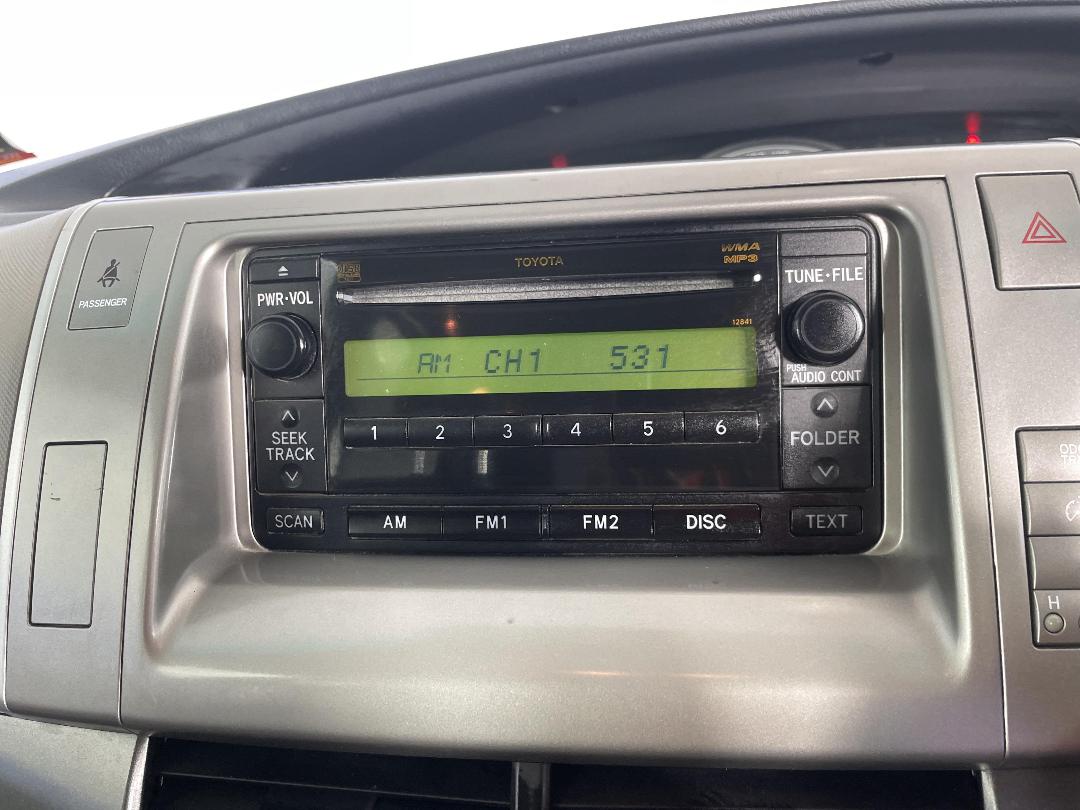 PASSENGER
TOYOTA
WMA
MP3
PWR·VOL
TUNE·FILE
12841
AM CH1 531
PUSH
AUDIO CONT
1 2 3 4 5 6
SEEK
TRACK
FOLDER
SCAN
AM
FM1
FM2
DISC
TEXT
H